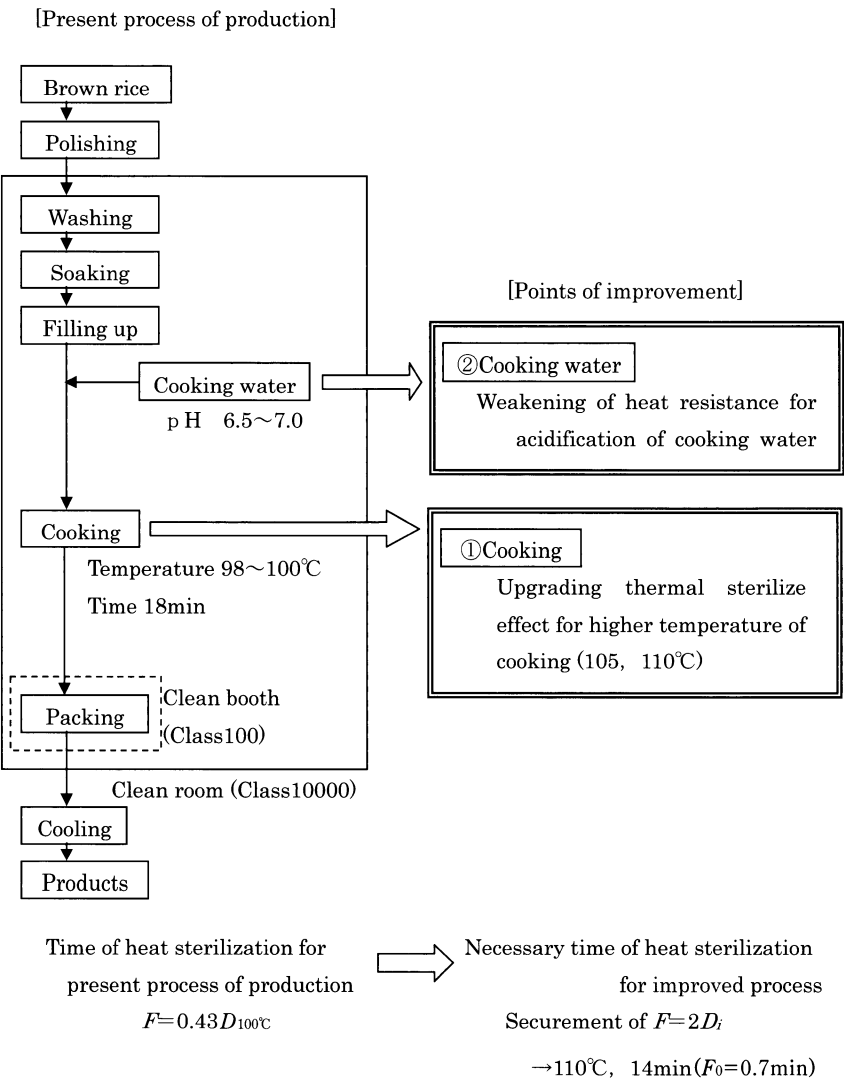 [Present process of production]
Brown rice
Polishing
Washing
Soaking
Filling up
Cooking water
pH 6.5~7.0
Cooking
Temperature 98~100℃
Time 18min
Packing
Clean booth
(Class100)
Clean room (Class10000)
Cooling
Products
[Points of improvement]
②Cooking water
Weakening of heat resistance for
acidification of cooking water
①Cooking
Upgrading thermal sterilize
effect for higher temperature of
cooking (105, 110℃)
Time of heat sterilization for
present process of production
F=0.43D100℃
Necessary time of heat sterilization
for improved process
Securement of F=2Di
→110℃, 14min(F0=0.7min)